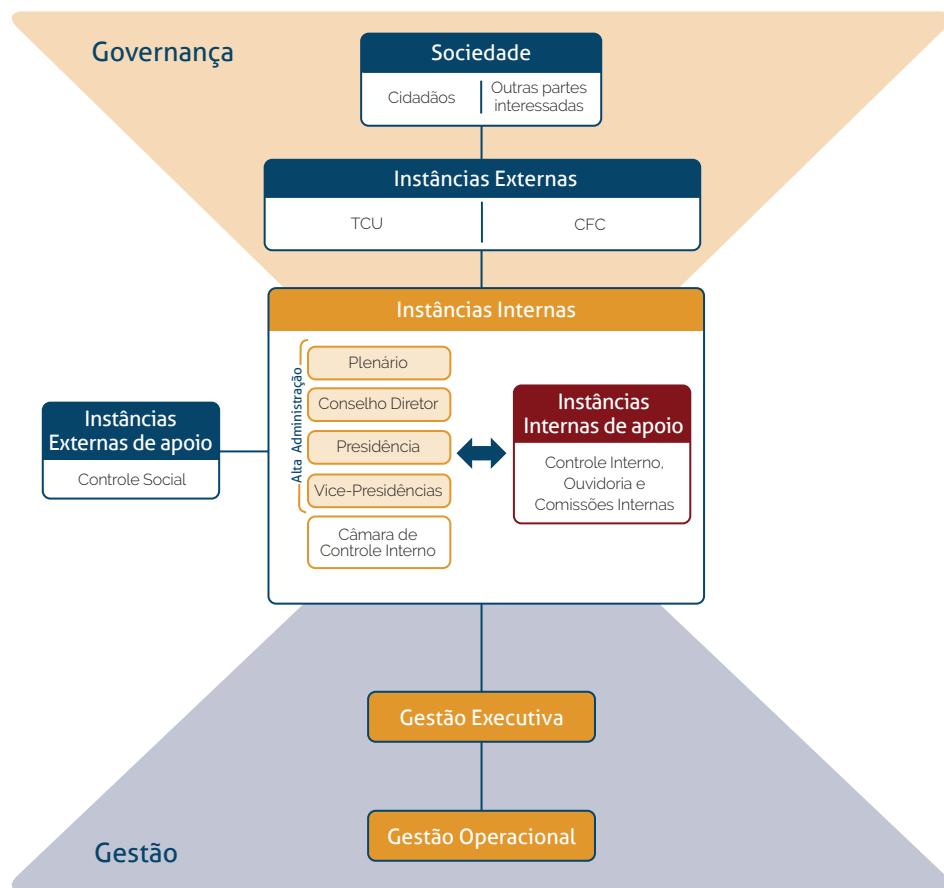 Governança
Sociedade
Cidadãos
Outras partes
interessadas
Instâncias Externas
TCU
CFC
Instâncias Internas
Alta Administração
Plenário
Conselho Diretor
Presidência
Vice-Presidências
Câmara de
Controle Interno
Instâncias
Internas de apoio
Controle Interno,
Ouvidoria e
Comissões Internas
Instâncias
Externas de apoio
Controle Social
Gestão Executiva
Gestão Operacional
Gestão